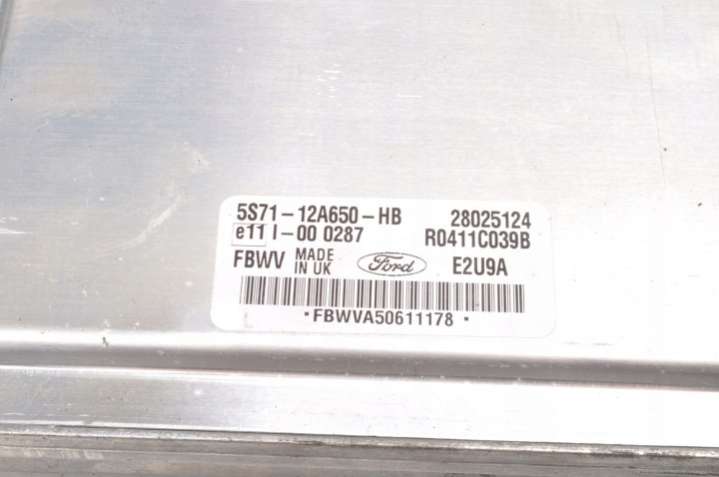 5S71-12A650-HB 28025124
e11 I-00 0287 R0411C039B
FBWV MADE IN UK Ford E2U9A
*FBWVA50611178*